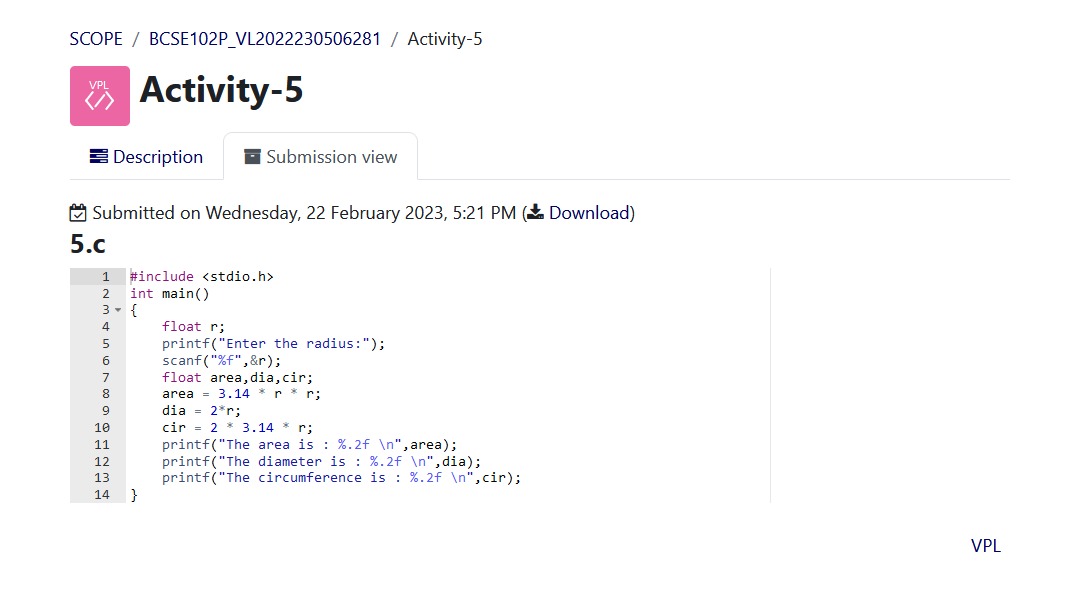 SCOPE / BCSE102P_VL2022230506281 / Activity-5
VPL
Activity-5
Description
Submission view
Submitted on Wednesday, 22 February 2023, 5:21 PM (Download)
5.c
1 #include <stdio.h>
2 int main()
3 {
4     float r;
5     printf("Enter the radius:");
6     scanf("%f",&r);
7     float area,dia,cir;
8     area = 3.14 * r * r;
9     dia = 2*r;
10     cir = 2 * 3.14 * r;
11     printf("The area is : %.2f \n",area);
12     printf("The diameter is : %.2f \n",dia);
13     printf("The circumference is : %.2f \n",cir);
14 }
VPL